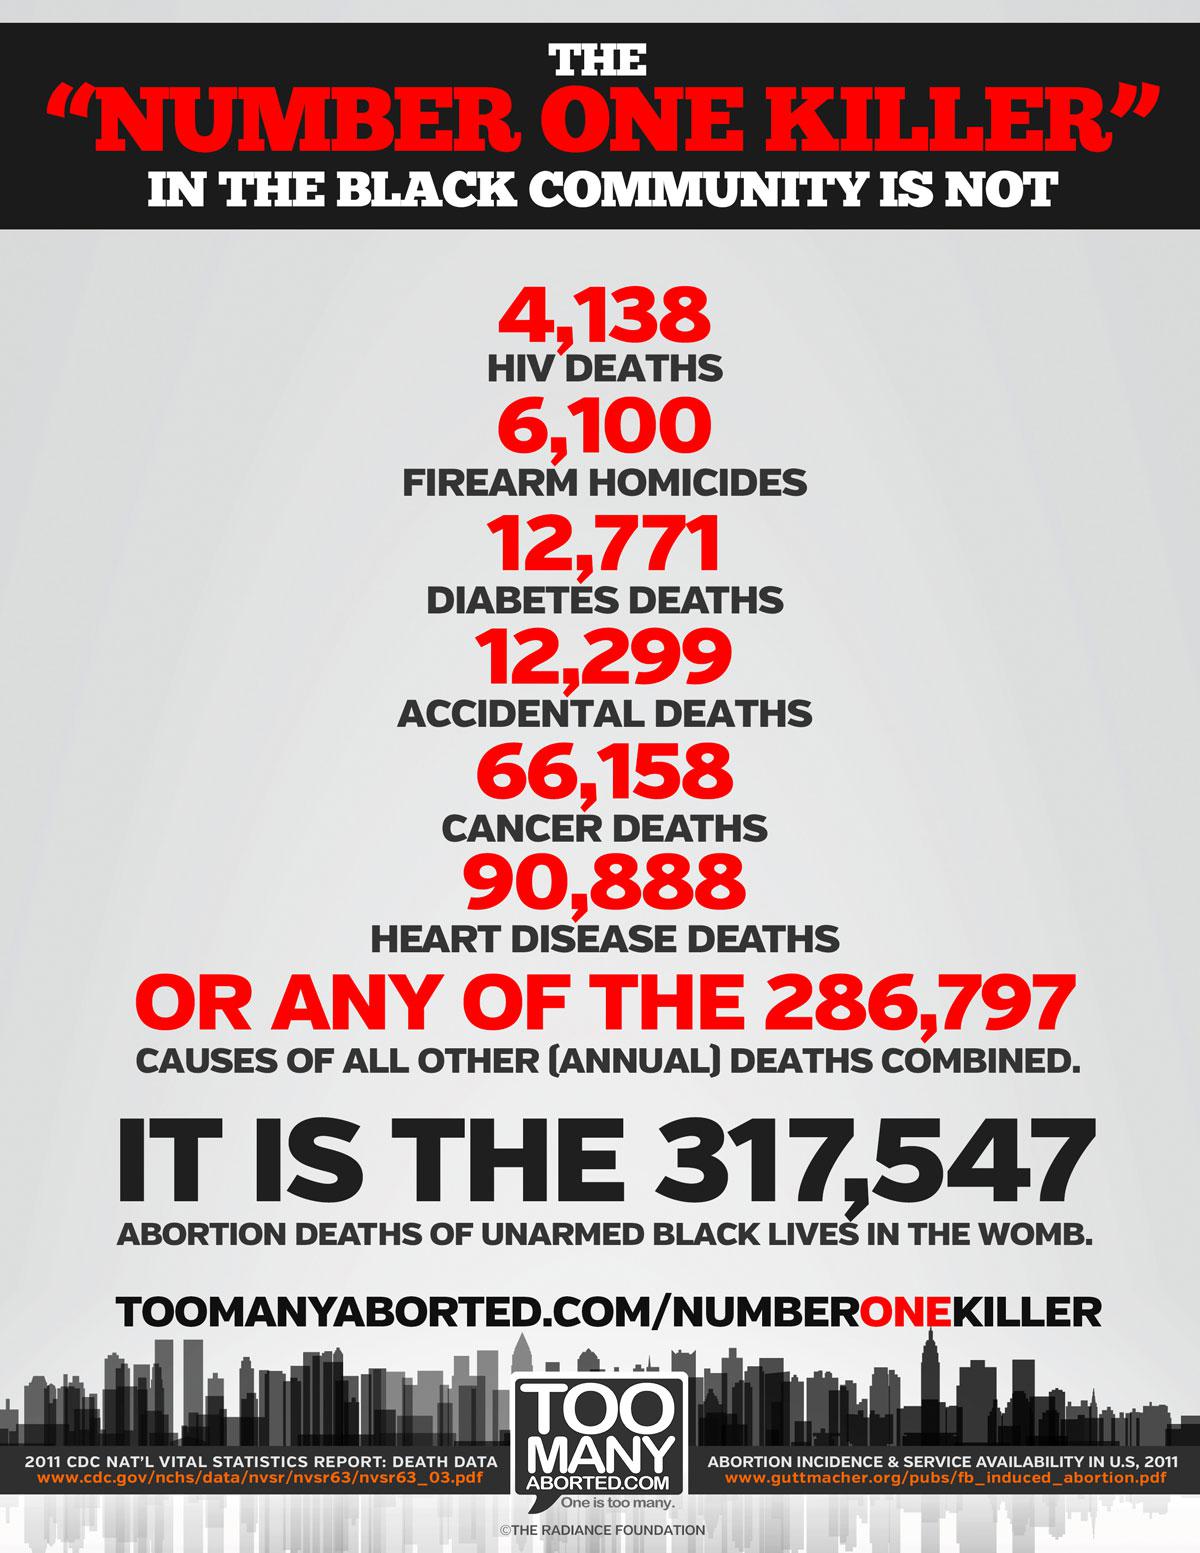 THE
“NUMBER ONE KILLER”
IN THE BLACK COMMUNITY IS NOT
4,138
HIV DEATHS
6,100
FIREARM HOMICIDES
12,771
DIABETES DEATHS
12,299
ACCIDENTAL DEATHS
66,158
CANCER DEATHS
90,888
HEART DISEASE DEATHS
OR ANY OF THE 286,797
CAUSES OF ALL OTHER (ANNUAL) DEATHS COMBINED.
IT IS THE 317,547
ABORTION DEATHS OF UNARMED BLACK LIVES IN THE WOMB.
TOOMANYABORTED.COM/NUMBERONEKILLER
2011 CDC NAT'L VITAL STATISTICS REPORT: DEATH DATA
www.cdc.gov/nchs/data/nvsr/nvsr63/nvsr63_03.pdf
TOO
MANY
ABORTED.COM
One is too many.
ABORTION INCIDENCE & SERVICE AVAILABILITY IN U.S, 2011
www.guttmacher.org/pubs/fb_induced_abortion.pdf
©THE RADIANCE FOUNDATION